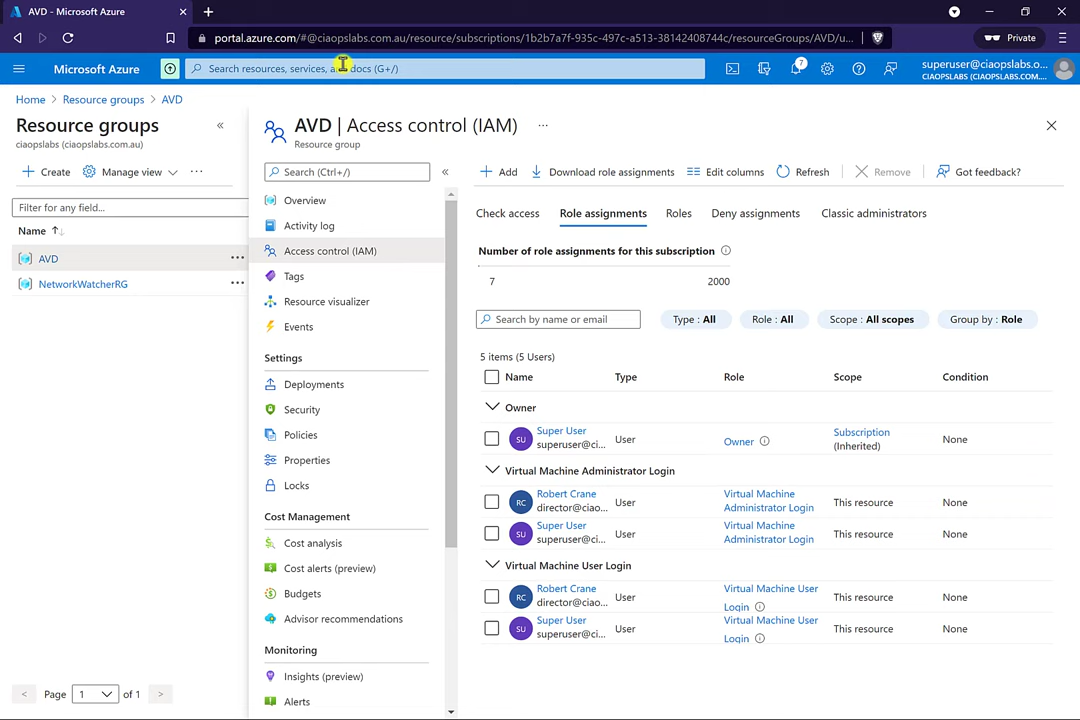 AVD - Microsoft Azure
portal.azure.com/#@ciaopslabs.com.au/resource/subscriptions/1b2b7a7f-935c-497c-a513-38142408744c/resourceGroups/AVD/u...
Private
Microsoft Azure
Search resources, services, and docs (G+/)
7
superuser@ciaopslabs.o...
CIAOPSLABS (CIAOPSLABS.COM....
Home > Resource groups > AVD
Resource groups
ciaopslabs (ciaopslabs.com.au)
Create
Manage view
...
Filter for any field...
Name
AVD
...
NetworkWatcherRG
...
< Page 1 of 1 >
AVD | Access control (IAM)
...
Resource group
Search (Ctrl+/)
Overview
Activity log
Access control (IAM)
Tags
Resource visualizer
Events
Settings
Deployments
Security
Policies
Properties
Locks
Cost Management
Cost analysis
Cost alerts (preview)
Budgets
Advisor recommendations
Monitoring
Insights (preview)
Alerts
Add
Download role assignments
Edit columns
Refresh
Remove
Got feedback?
Check access
Role assignments
Roles
Deny assignments
Classic administrators
Number of role assignments for this subscription
7
2000
Search by name or email
Type : All
Role : All
Scope : All scopes
Group by : Role
5 items (5 Users)
Name Type Role Scope Condition
Owner
SU Super User User Owner Subscription None
superuser@cia... (Inherited)
Virtual Machine Administrator Login
RC Robert Crane User Virtual Machine This resource None
director@ciao... Administrator Login
SU Super User User Virtual Machine This resource None
superuser@ci... Administrator Login
Virtual Machine User Login
RC Robert Crane User Virtual Machine User This resource None
director@ciao... Login
SU Super User User Virtual Machine User This resource None
superuser@ci... Login